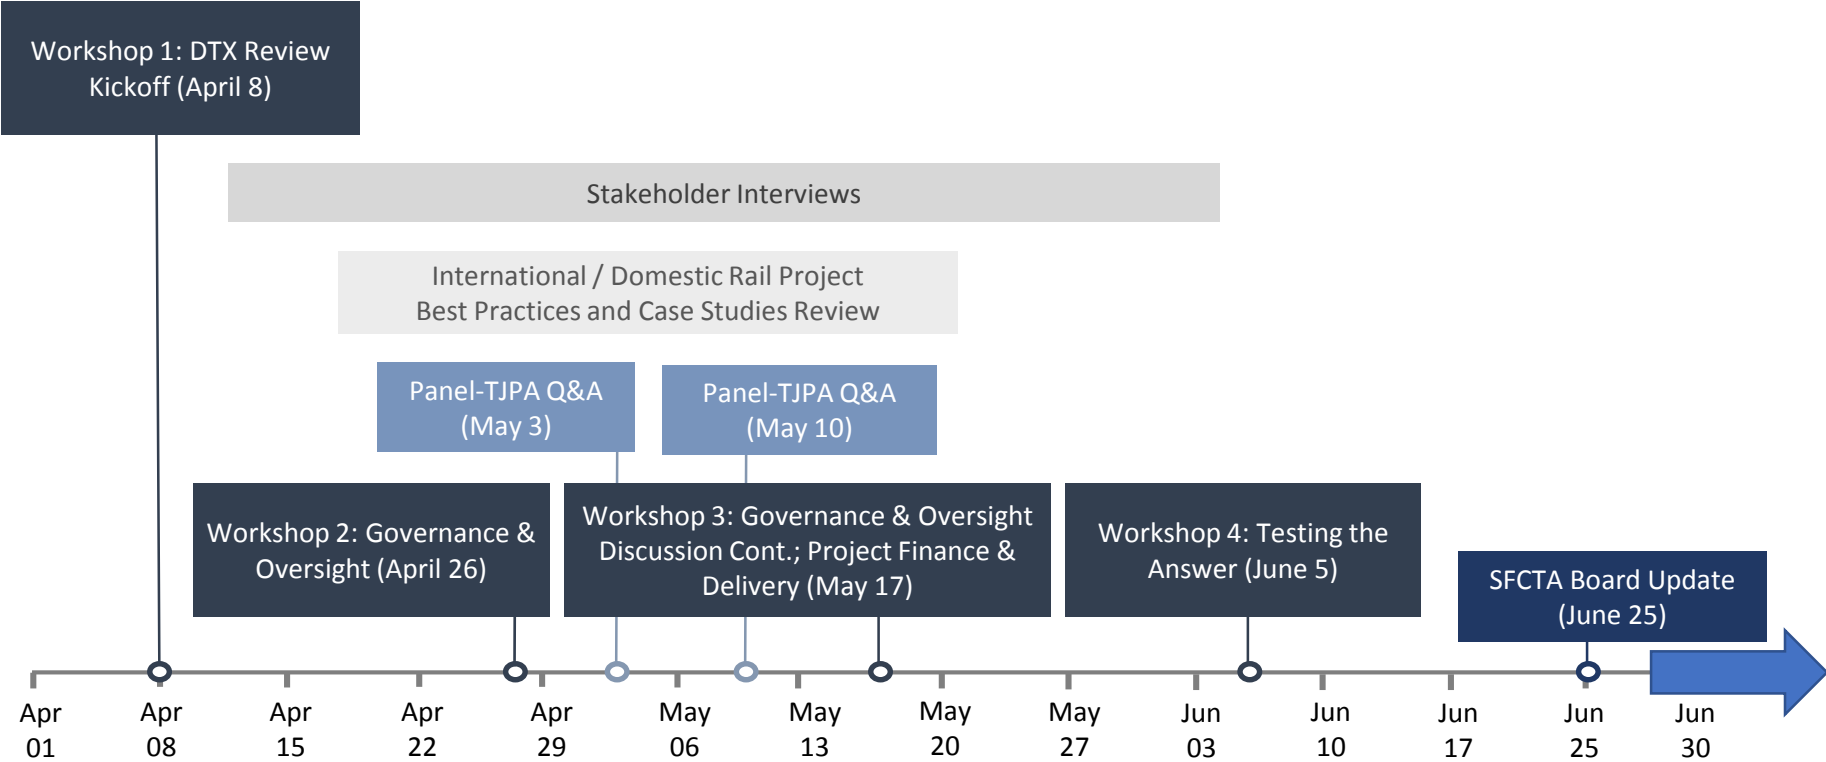 Workshop 1: DTX Review
Kickoff (April 8)
Stakeholder Interviews
International / Domestic Rail Project
Best Practices and Case Studies Review
Panel-TJPA Q&A
(May 3)
Panel-TJPA Q&A
(May 10)
Workshop 2: Governance &
Oversight (April 26)
Workshop 3: Governance & Oversight
Discussion Cont.; Project Finance &
Delivery (May 17)
Workshop 4: Testing the
Answer (June 5)
SFCTA Board Update
(June 25)
Apr
01
Apr
08
Apr
15
Apr
22
Apr
29
May
06
May
13
May
20
May
27
Jun
03
Jun
10
Jun
17
Jun
25
Jun
30